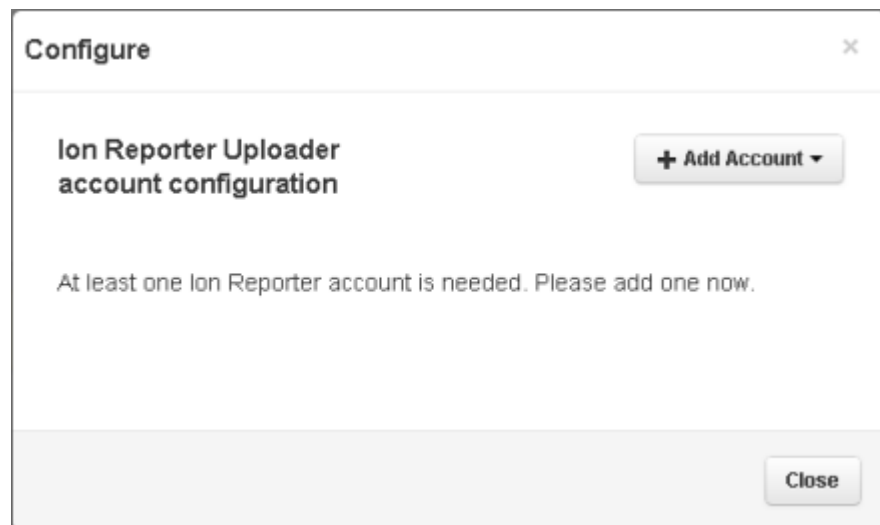 Configure
×
Ion Reporter Uploader
account configuration
+ Add Account
At least one Ion Reporter account is needed. Please add one now.
Close